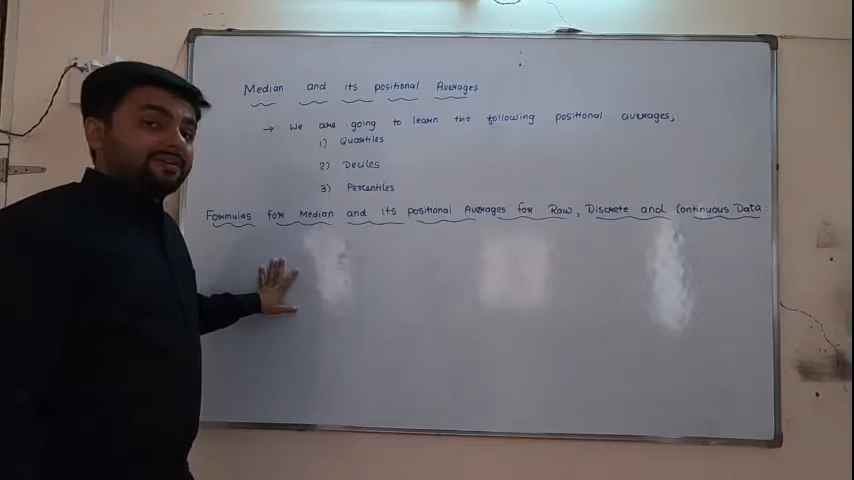 Median and its positional Averages
→ We are going to learn the following positional averages,
1) Quartiles
2) Deciles
3) Percentiles
Formulas for Median and its positional Averages for Raw, Discrete and Continuous Data: